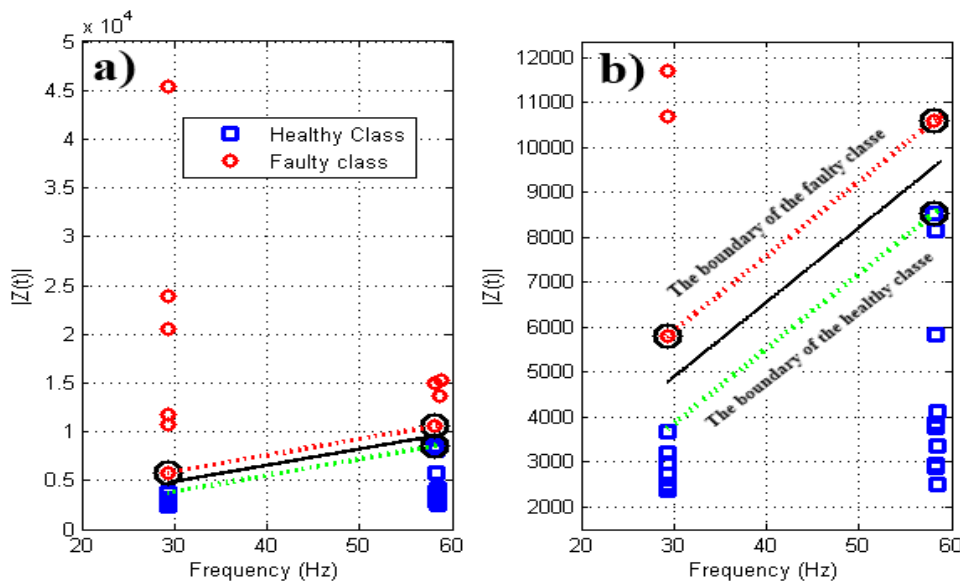 x 10⁴
a)
5
4.5
4
3.5
3
2.5
2
1.5
1
0.5
0
|Z(t)|
20
30
40
50
60
Frequency (Hz)
Healthy Class
Faulty class
b)
12000
11000
10000
9000
8000
7000
6000
5000
4000
3000
2000
|Z(t)|
20
30
40
50
60
Frequency (Hz)
The boundary of the faulty classe
The boundary of the healthy classe